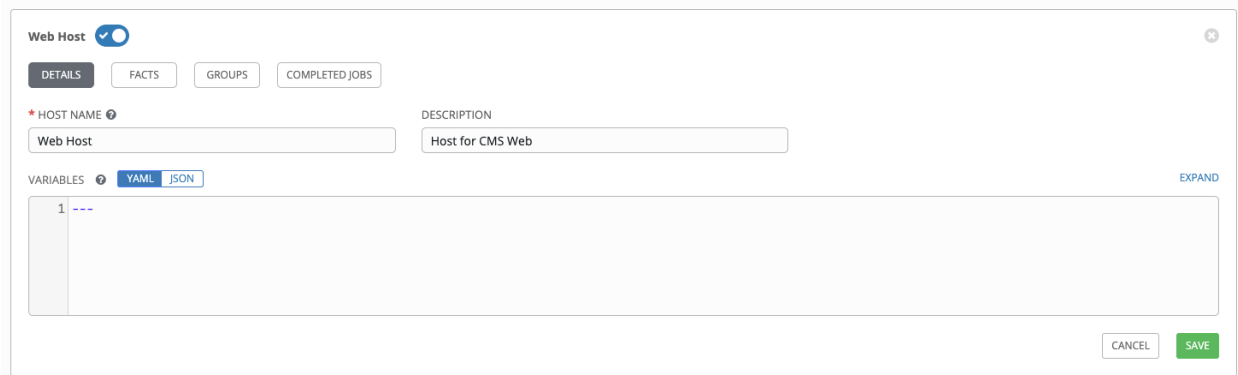 Web Host
DETAILS FACTS GROUPS COMPLETED JOBS
* HOST NAME ? DESCRIPTION
Web Host Host for CMS Web
VARIABLES ? YAML JSON EXPAND
1 ---
CANCEL SAVE